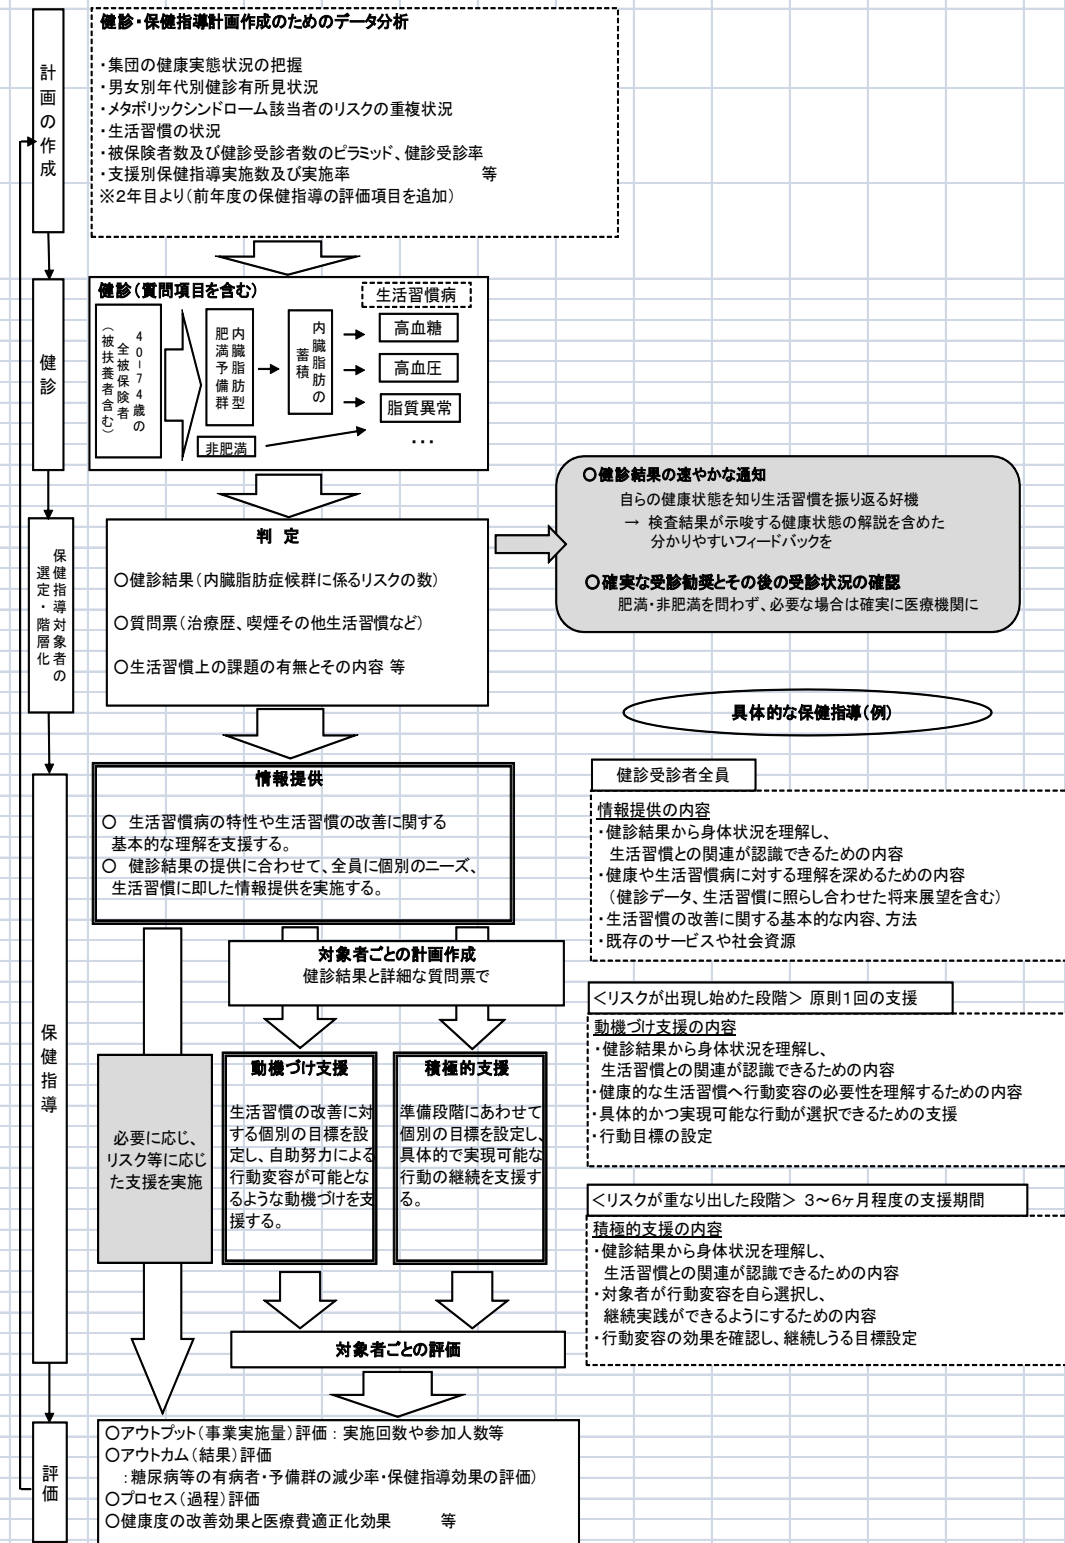 計画の作成
健診・保健指導計画作成のためのデータ分析
・集団の健康実態状況の把握
・男女別年代別健診有所見状況
・メタボリックシンドローム該当者のリスクの重複状況
・生活習慣の状況
・被保険者数及び健診受診者数のピラミッド、健診受診率
・支援別保健指導実施数及び実施率 等
※2年目より(前年度の保健指導の評価項目を追加)
健診
健診(質問項目を含む)
生活習慣病
40-74歳の
全被保険者
(被扶養者含む)
内臓脂肪型
肥満予備群
内臓脂肪の
蓄積
高血糖
高血圧
脂質異常
…
非肥満
保健指導対象者の
選定・階層化
判 定
○健診結果(内臓脂肪症候群に係るリスクの数)
○質問票(治療歴、喫煙その他生活習慣など)
○生活習慣上の課題の有無とその内容 等
○健診結果の速やかな通知
自らの健康状態を知り生活習慣を振り返る好機
→ 検査結果が示唆する健康状態の解説を含めた
分かりやすいフィードバックを
○確実な受診勧奨とその後の受診状況の確認
肥満・非肥満を問わず、必要な場合は確実に医療機関に
具体的な保健指導(例)
保健指導
情報提供
○ 生活習慣病の特性や生活習慣の改善に関する
基本的な理解を支援する。
○ 健診結果の提供に合わせて、全員に個別のニーズ、
生活習慣に即した情報提供を実施する。
健診受診者全員
情報提供の内容
・健診結果から身体状況を理解し、
生活習慣との関連が認識できるための内容
・健康や生活習慣病に対する理解を深めるための内容
(健診データ、生活習慣に照らし合わせた将来展望を含む)
・生活習慣の改善に関する基本的な内容、方法
・既存のサービスや社会資源
対象者ごとの計画作成
健診結果と詳細な質問票で
必要に応じ、
リスク等に応じ
た支援を実施
動機づけ支援
生活習慣の改善に対
する個別の目標を設
定し、自助努力による
行動変容が可能とな
るような動機づけを支
援する。
積極的支援
準備段階にあわせて
個別の目標を設定し、
具体的で実現可能な
行動の継続を支援す
る。
<リスクが出現し始めた段階> 原則1回の支援
動機づけ支援の内容
・健診結果から身体状況を理解し、
生活習慣との関連が認識できるための内容
・健康的な生活習慣へ行動変容の必要性を理解するための内容
・具体的かつ実現可能な行動が選択できるための支援
・行動目標の設定
<リスクが重なり出した段階> 3~6ヶ月程度の支援期間
積極的支援の内容
・健診結果から身体状況を理解し、
生活習慣との関連が認識できるための内容
・対象者が行動変容を自ら選択し、
継続実践ができるようにするための内容
・行動変容の効果を確認し、継続しうる目標設定
対象者ごとの評価
評価
○アウトプット(事業実施量)評価:実施回数や参加人数等
○アウトカム(結果)評価
:糖尿病等の有病者・予備群の減少率・保健指導効果の評価)
○プロセス(過程)評価
○健康度の改善効果と医療費適正化効果 等